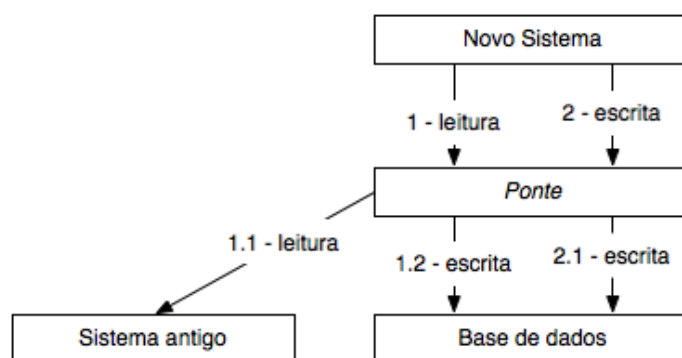 Novo Sistema
1 - leitura
2 - escrita
Ponte
1.1 - leitura
1.2 - escrita
2.1 - escrita
Sistema antigo
Base de dados